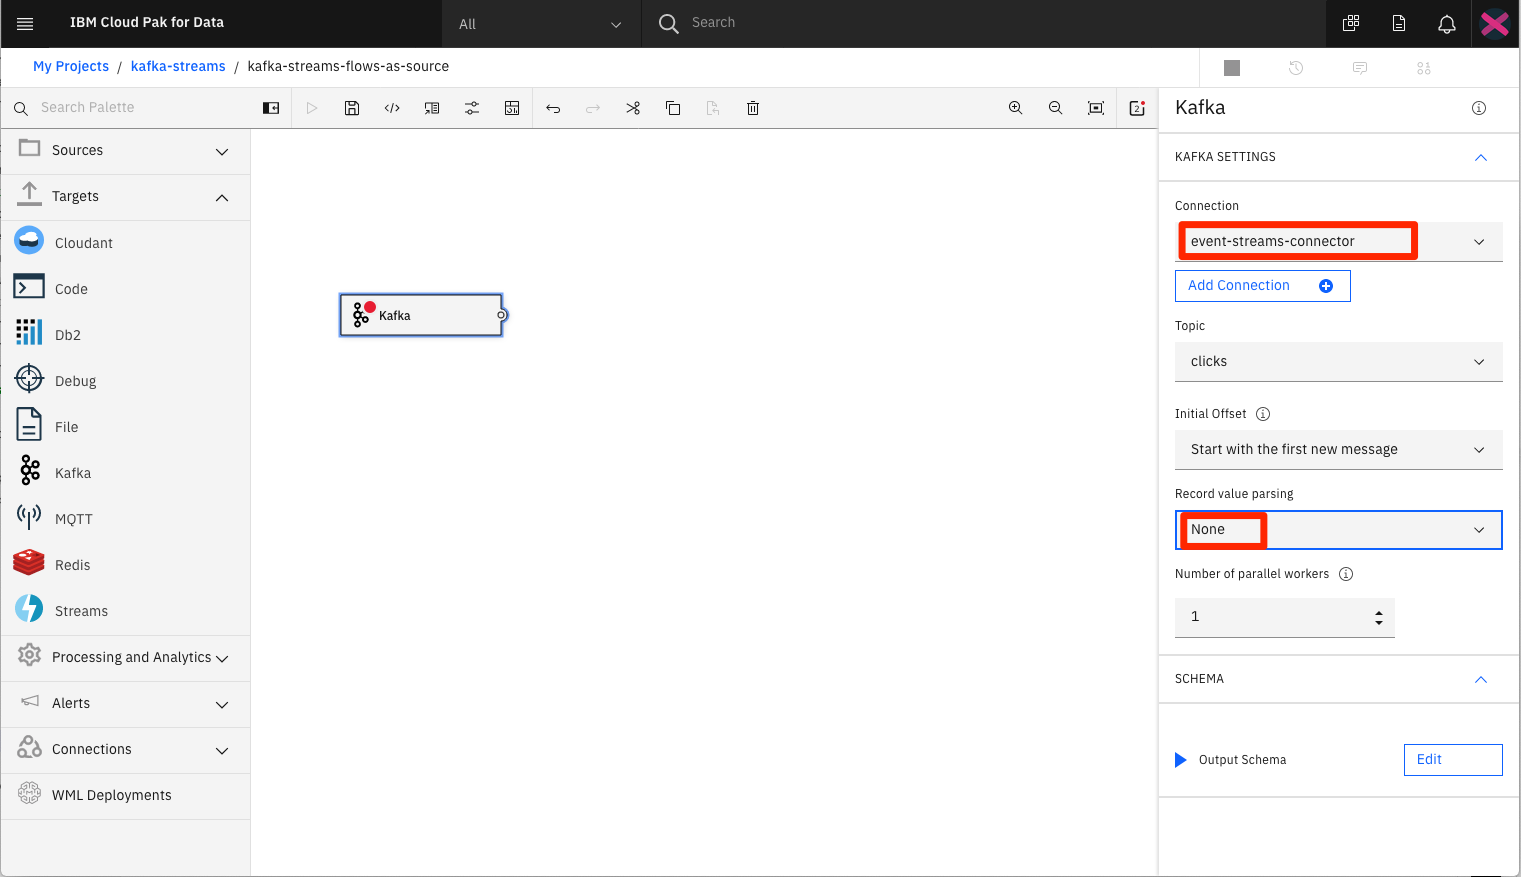 IBM Cloud Pak for Data
All
Search
My Projects / kafka-streams / kafka-streams-flows-as-source
Search Palette
Sources
Targets
Cloudant
Code
Db2
Debug
File
Kafka
MQTT
Redis
Streams
Processing and Analytics
Alerts
Connections
WML Deployments
</>
2
Kafka
Kafka
KAFKA SETTINGS
Connection
event-streams-connector
Add Connection
Topic
clicks
Initial Offset
Start with the first new message
Record value parsing
None
Number of parallel workers
1
SCHEMA
Output Schema
Edit